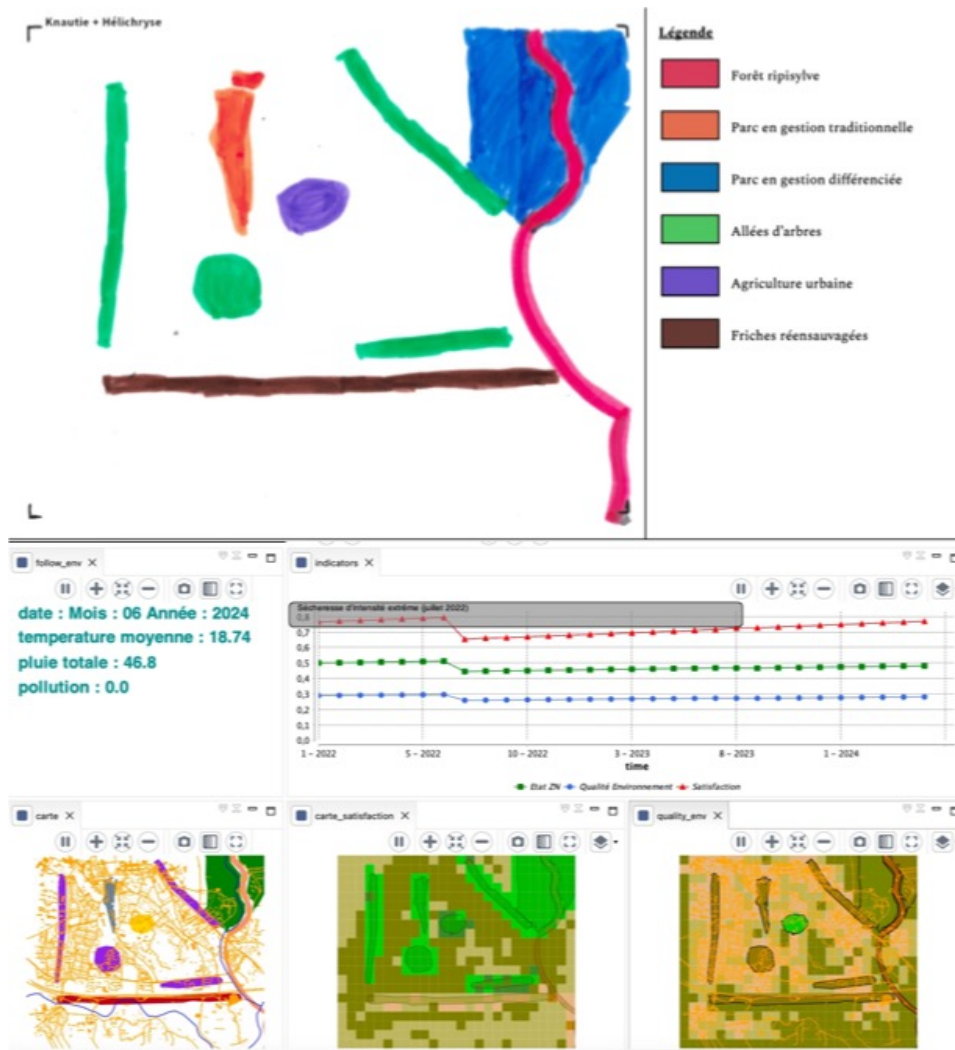 Knautie + Hélichryse
Légende
Forêt ripisylve
Parc en gestion traditionnelle
Parc en gestion différenciée
Allées d'arbres
Agriculture urbaine
Friches réensauvagées
follow_env
date : Mois : 06 Année : 2024
temperature moyenne : 18.74
pluie totale : 46.8
pollution : 0.0
indicators
Sécheresse d'intensité extrême (juillet 2022)
0,8
0,7
0,6
0,5
0,4
0,3
0,2
0,1
0,0
1 - 2022 5 - 2022 10 - 2022 3 - 2023 8 - 2023 1 - 2024
time
Etat ZN Qualité Environnement Satisfaction
carte
carte_satisfaction
quality_env